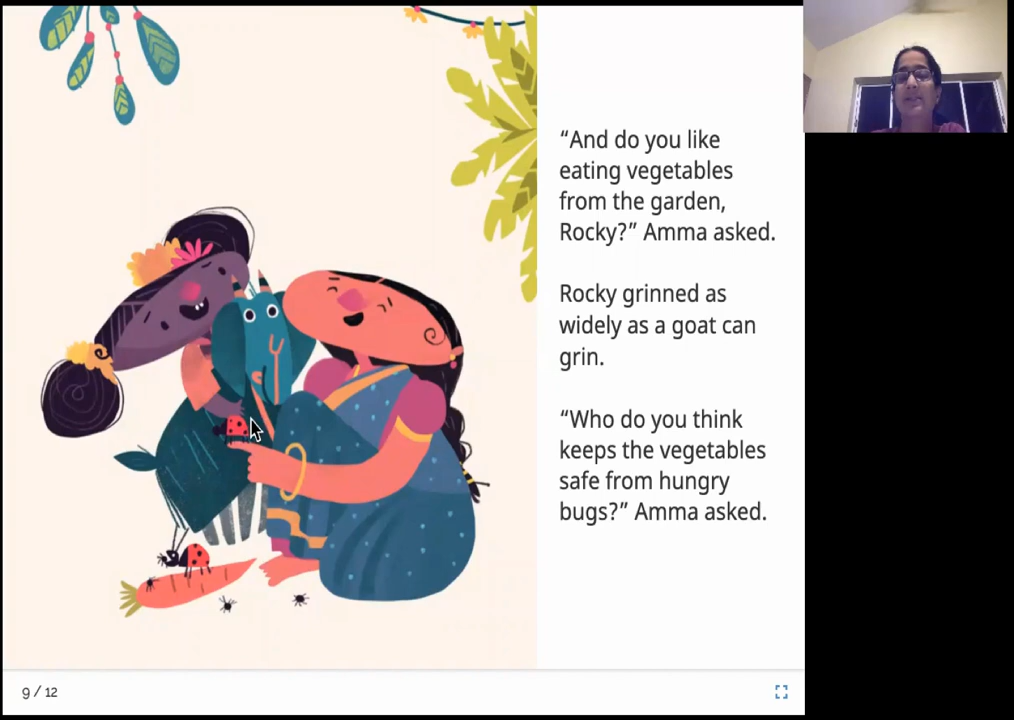 “And do you like
eating vegetables
from the garden,
Rocky?” Amma asked.
Rocky grinned as
widely as a goat can
grin.
“Who do you think
keeps the vegetables
safe from hungry
bugs?” Amma asked.
9 / 12